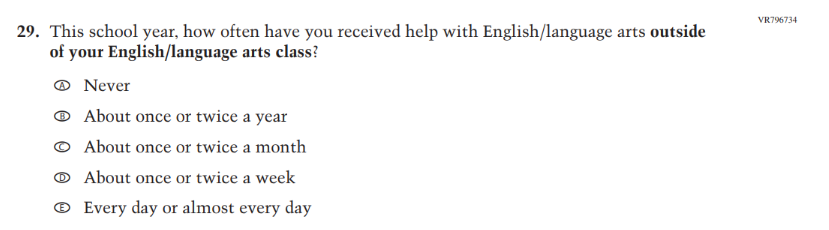 VR796734
29. This school year, how often have you received help with English/language arts outside
of your English/language arts class?
A Never
B About once or twice a year
C About once or twice a month
D About once or twice a week
E Every day or almost every day